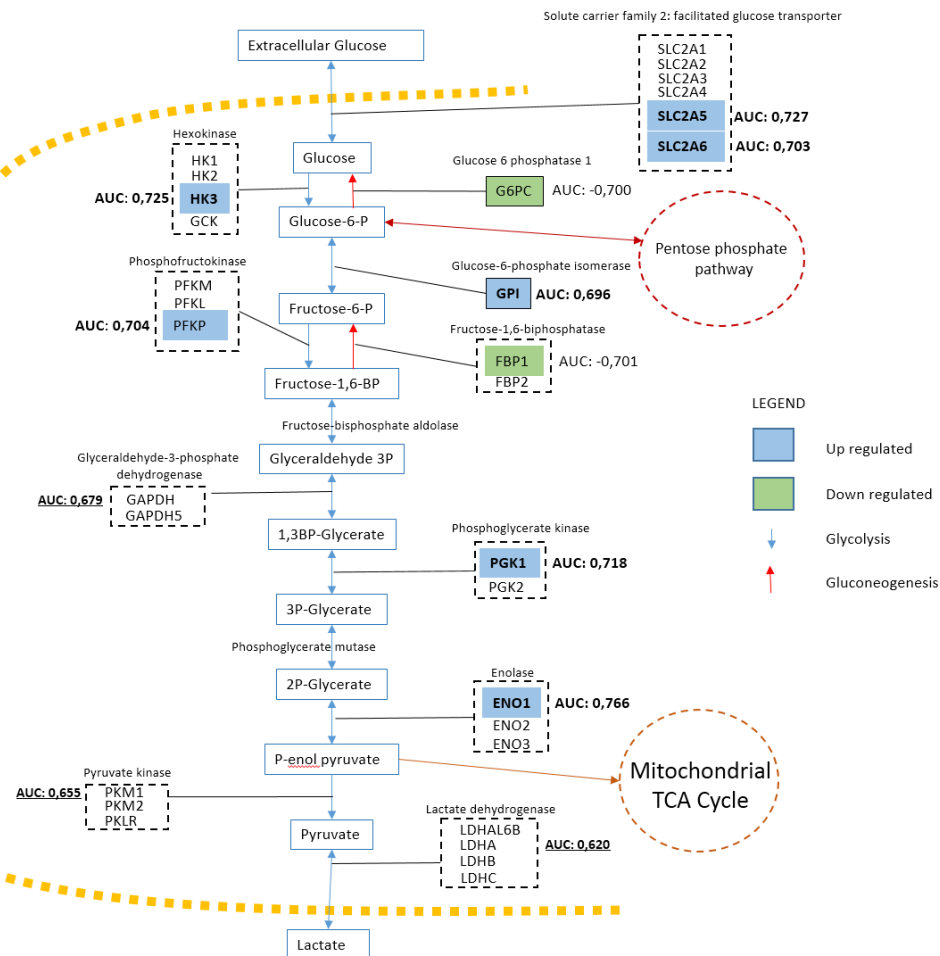 Solute carrier family 2: facilitated glucose transporter
Extracellular Glucose
SLC2A1
SLC2A2
SLC2A3
SLC2A4
SLC2A5 AUC: 0,727
SLC2A6 AUC: 0,703
Hexokinase
HK1
HK2
AUC: 0,725 HK3
GCK
Glucose
Glucose 6 phosphatase 1
G6PC AUC: -0,700
Glucose-6-P
Pentose phosphate
pathway
Phosphofructokinase
PFKM
PFKL
AUC: 0,704 PFKP
Glucose-6-phosphate isomerase
GPI AUC: 0,696
Fructose-6-P
Fructose-1,6-biphosphatase
FBP1 AUC: -0,701
FBP2
Fructose-1,6-BP
LEGEND
Up regulated
Down regulated
Glycolysis
Gluconeogenesis
Fructose-bisphosphate aldolase
Glyceraldehyde 3P
Glyceraldehyde-3-phosphate
dehydrogenase
AUC: 0,679 GAPDH
GAPDH5
1,3BP-Glycerate
Phosphoglycerate kinase
PGK1 AUC: 0,718
PGK2
3P-Glycerate
Phosphoglycerate mutase
2P-Glycerate
Enolase
ENO1 AUC: 0,766
ENO2
ENO3
P-enol pyruvate
Mitochondrial
TCA Cycle
Pyruvate kinase
AUC: 0,655 PKM1
PKM2
PKLR
Pyruvate
Lactate dehydrogenase
LDHAL6B
LDHA AUC: 0,620
LDHB
LDHC
Lactate